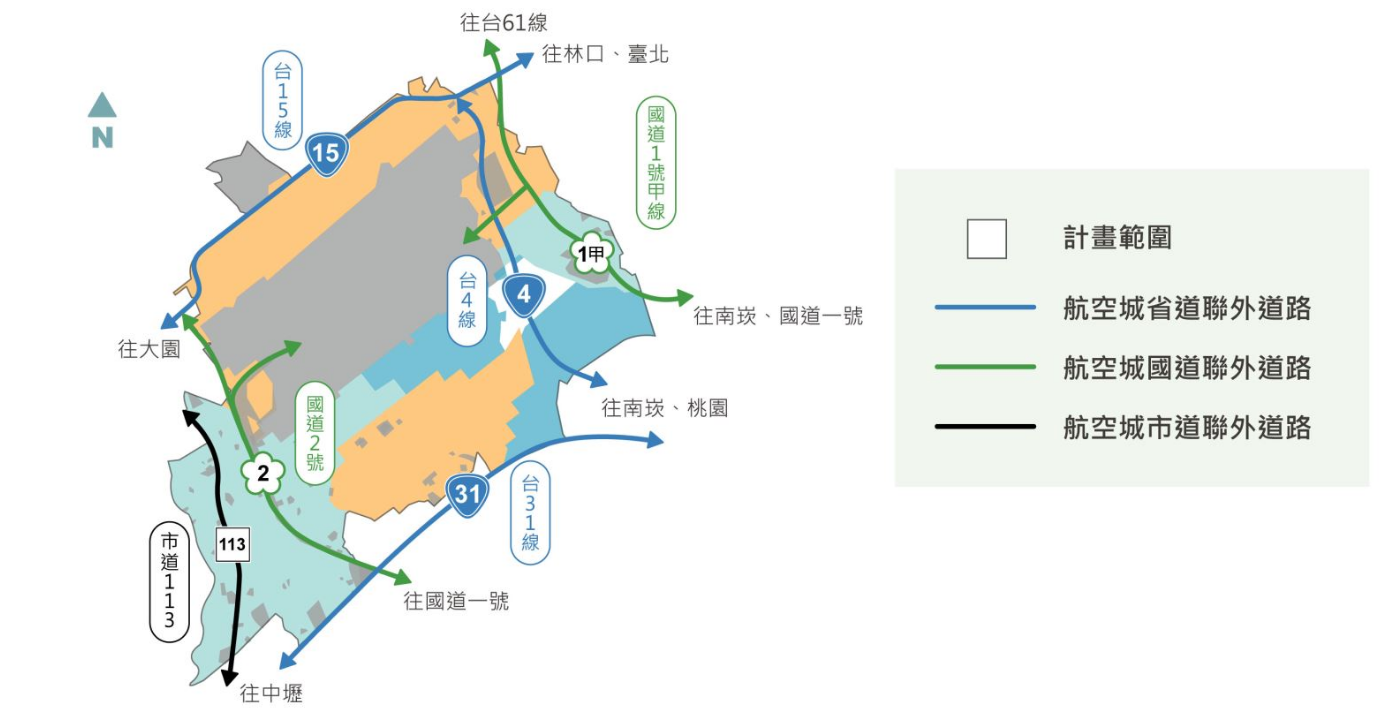 往台61線
往林口、臺北
台15線
國道1號甲線
N
15
1甲
台4線
4
往南崁、國道一號
往大園
國道2號
往南崁、桃園
2
31
台31線
市道113
113
往國道一號
往中壢
計畫範圍
航空城省道聯外道路
航空城國道聯外道路
航空城市道聯外道路